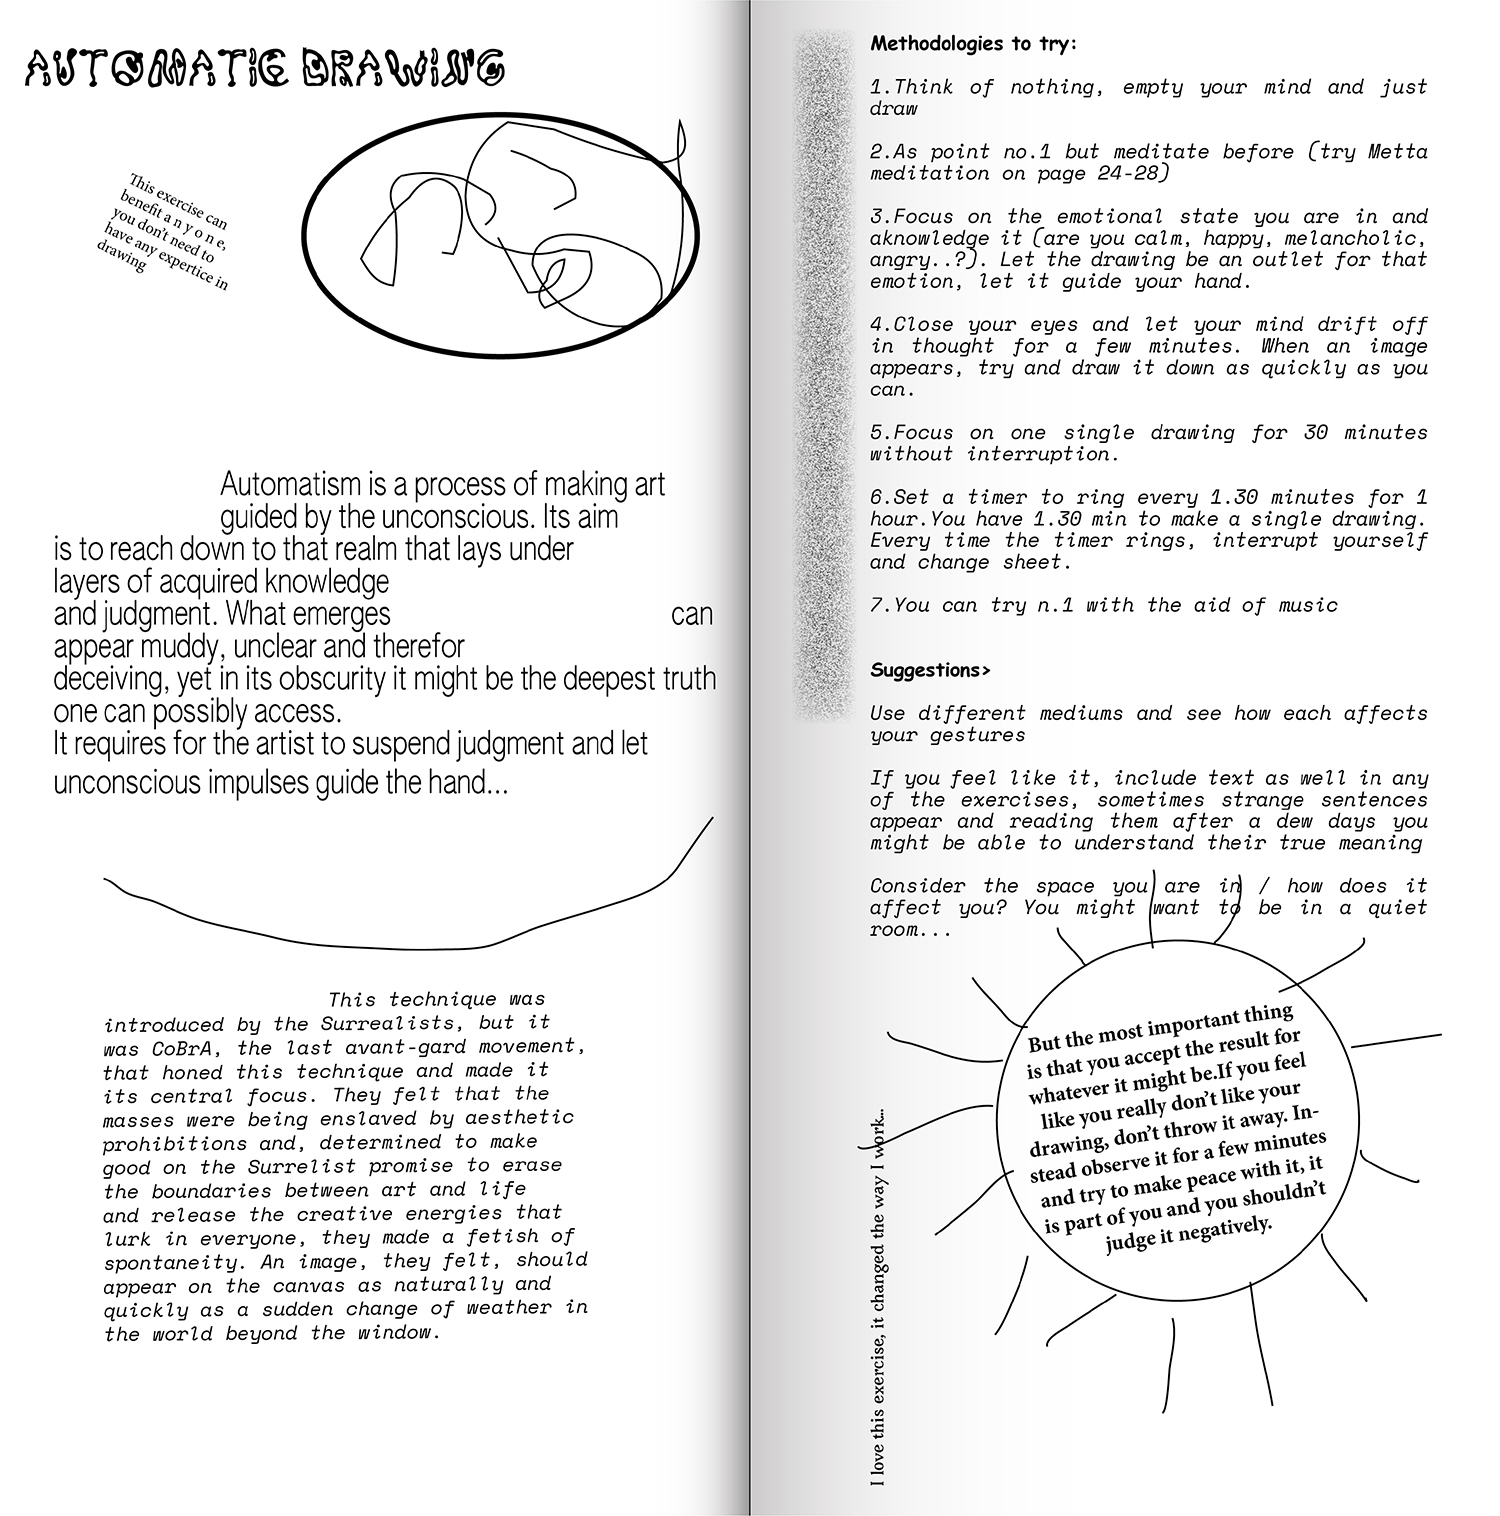 AUTOMATIC DRAWING
This exercise can
benefit a n y o n e,
you don't need to
have any expertice in
drawing
Automatism is a process of making art
guided by the unconscious. Its aim
is to reach down to that realm that lays under
layers of acquired knowledge
and judgment. What emerges can
appear muddy, unclear and therefor
deceiving, yet in its obscurity it might be the deepest truth
one can possibly access.
It requires for the artist to suspend judgment and let
unconscious impulses guide the hand...
This technique was
introduced by the Surrealists, but it
was CoBrA, the last avant-gard movement,
that honed this technique and made it
its central focus. They felt that the
masses were being enslaved by aesthetic
prohibitions and, determined to make
good on the Surrelist promise to erase
the boundaries between art and life
and release the creative energies that
lurk in everyone, they made a fetish of
spontaneity. An image, they felt, should
appear on the canvas as naturally and
quickly as a sudden change of weather in
the world beyond the window.
Methodologies to try:
1.Think of nothing, empty your mind and just
draw
2.As point no.1 but meditate before (try Metta
meditation on page 24-28)
3.Focus on the emotional state you are in and
aknowledge it (are you calm, happy, melancholic,
angry..?). Let the drawing be an outlet for that
emotion, let it guide your hand.
4.Close your eyes and let your mind drift off
in thought for a few minutes. When an image
appears, try and draw it down as quickly as you
can.
5.Focus on one single drawing for 30 minutes
without interruption.
6.Set a timer to ring every 1.30 minutes for 1
hour.You have 1.30 min to make a single drawing.
Every time the timer rings, interrupt yourself
and change sheet.
7.You can try n.1 with the aid of music
Suggestions>
Use different mediums and see how each affects
your gestures
If you feel like it, include text as well in any
of the exercises, sometimes strange sentences
appear and reading them after a dew days you
might be able to understand their true meaning
Consider the space you are in / how does it
affect you? You might want to be in a quiet
room...
But the most important thing
is that you accept the result for
whatever it might be.If you feel
like you really don't like your
drawing, don't throw it away. In-
stead observe it for a few minutes
and try to make peace with it, it
is part of you and you shouldn't
judge it negatively.
I love this exercise, it changed the way I work...